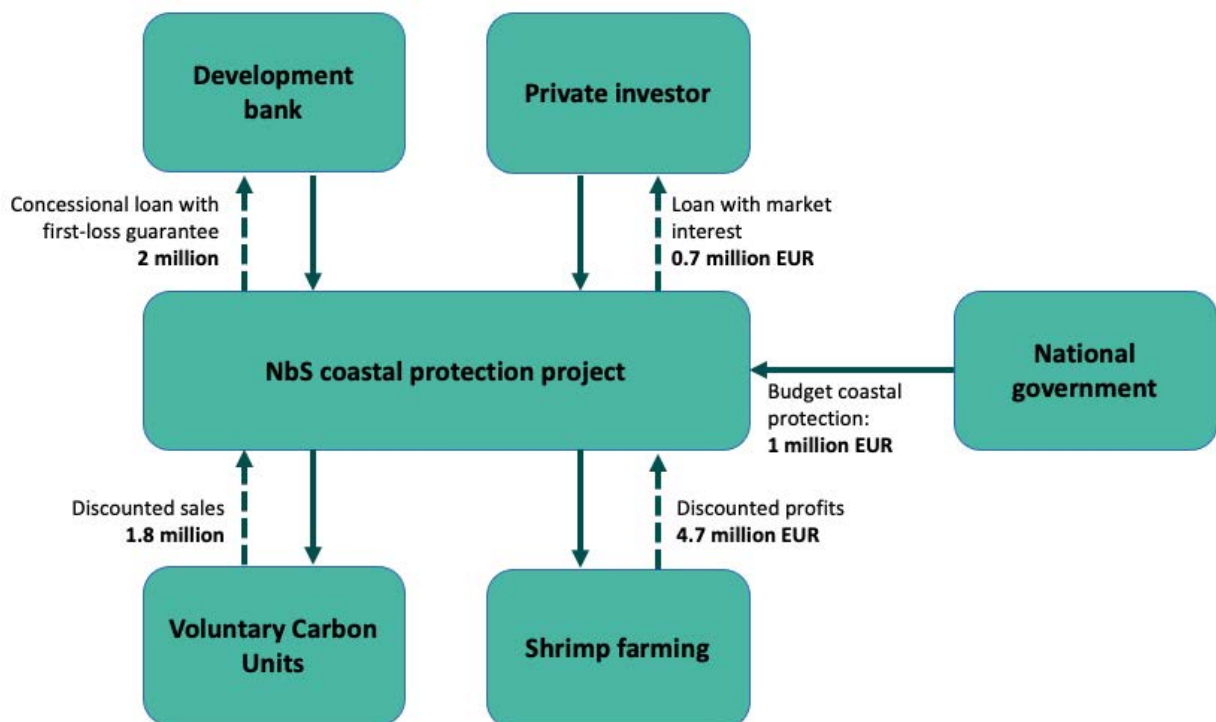 Development
bank
Private investor
Concessional loan with
first-loss guarantee
2 million
Loan with market
interest
0.7 million EUR
NbS coastal protection project
National
government
Budget coastal
protection:
1 million EUR
Discounted sales
1.8 million
Discounted profits
4.7 million EUR
Voluntary Carbon
Units
Shrimp farming